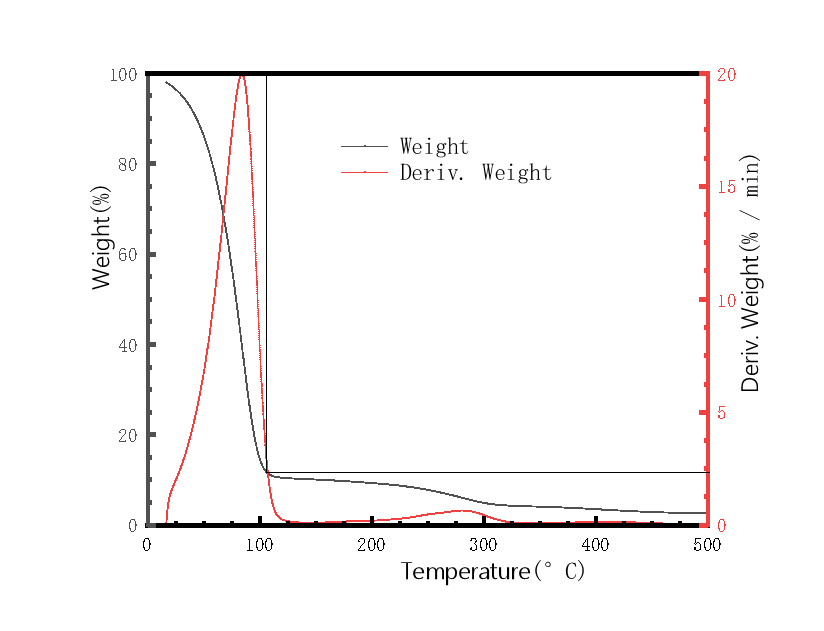 100
80
60
40
20
0
Weight(%)
Weight
Deriv. Weight
20
15
10
5
0
Deriv. Weight(% / min)
0 100 200 300 400 500
Temperature(° C)